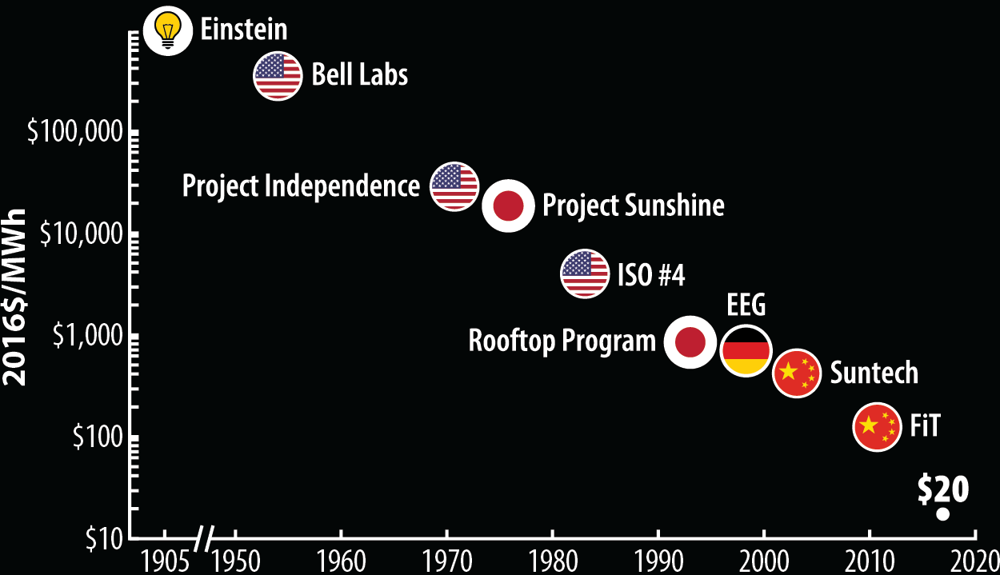 Einstein
Bell Labs
$100,000
Project Independence
Project Sunshine
$10,000
ISO #4
EEG
$1,000
Rooftop Program
Suntech
$100
FiT
$20
$10
2016$/MWh
1905 1950 1960 1970 1980 1990 2000 2010 2020